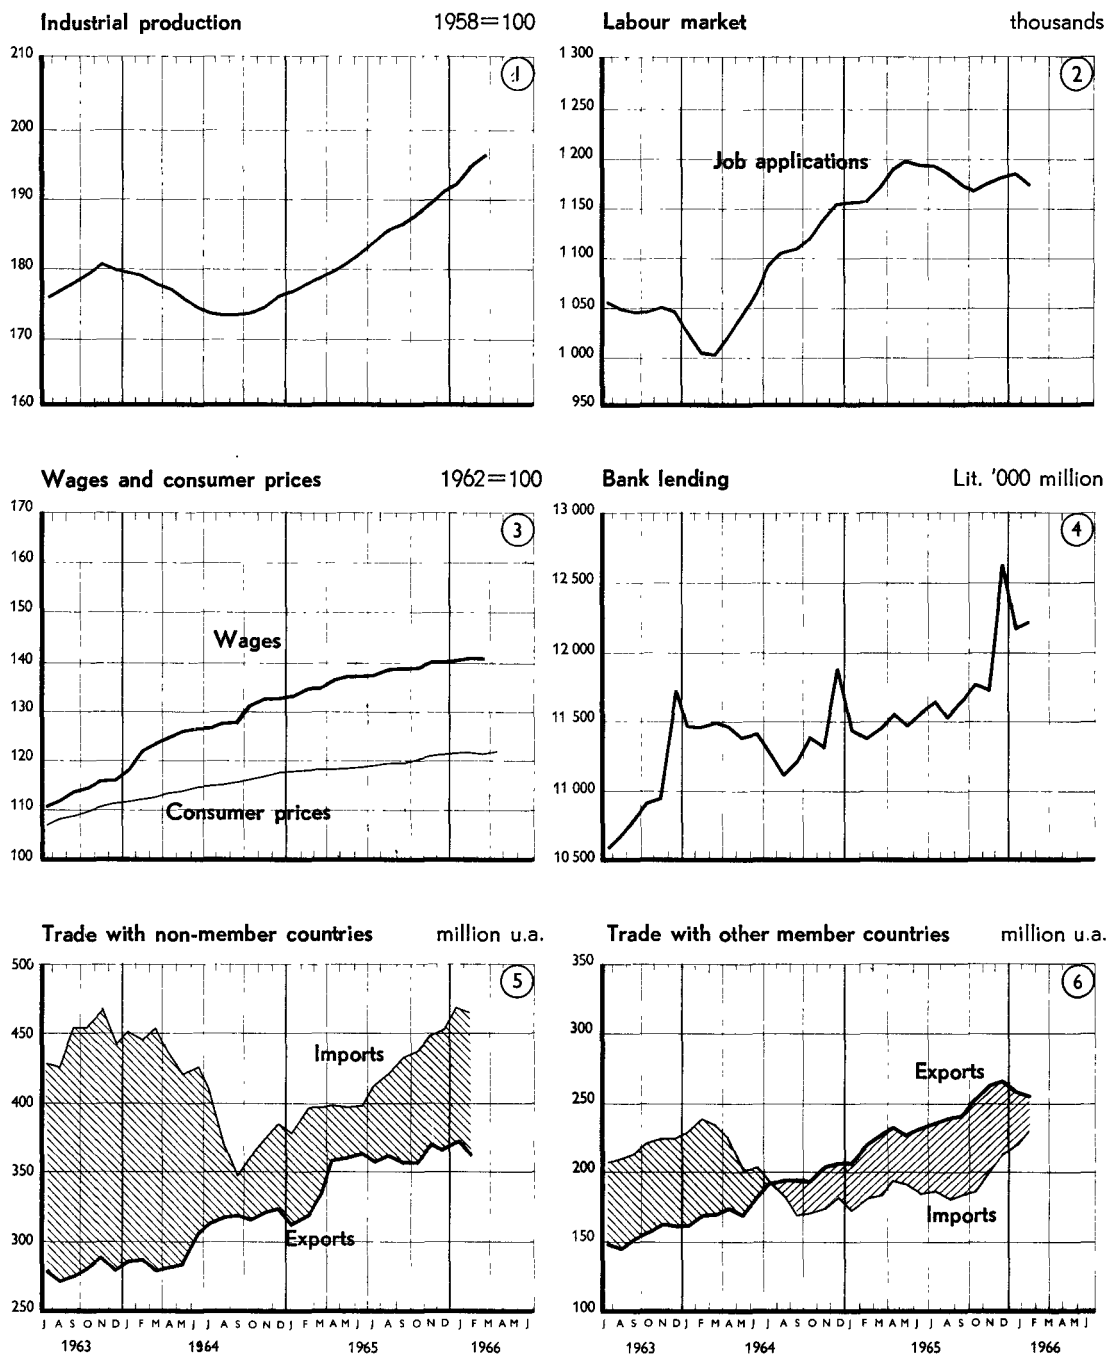 Industrial production 1958=100
1
210
200
190
180
170
160
Labour market thousands
2
1 300
1 250
1 200
Job applications
1 150
1 100
1 050
1 000
950
Wages and consumer prices 1962=100
3
170
160
150
Wages
140
130
120
Consumer prices
110
100
Bank lending Lit. '000 million
4
13 000
12 500
12 000
11 500
11 000
10 500
Trade with non-member countries million u.a.
5
500
450
Imports
400
350
300
Exports
250
J A S O N D J F M A M J J A S O N D J F M A M J J A S O N D J F M A M J
1963 1964 1965 1966
Trade with other member countries million u.a.
6
350
300
Exports
250
200
Imports
150
100
J A S O N D J F M A M J J A S O N D J F M A M J J A S O N D J F M A M J
1963 1964 1965 1966